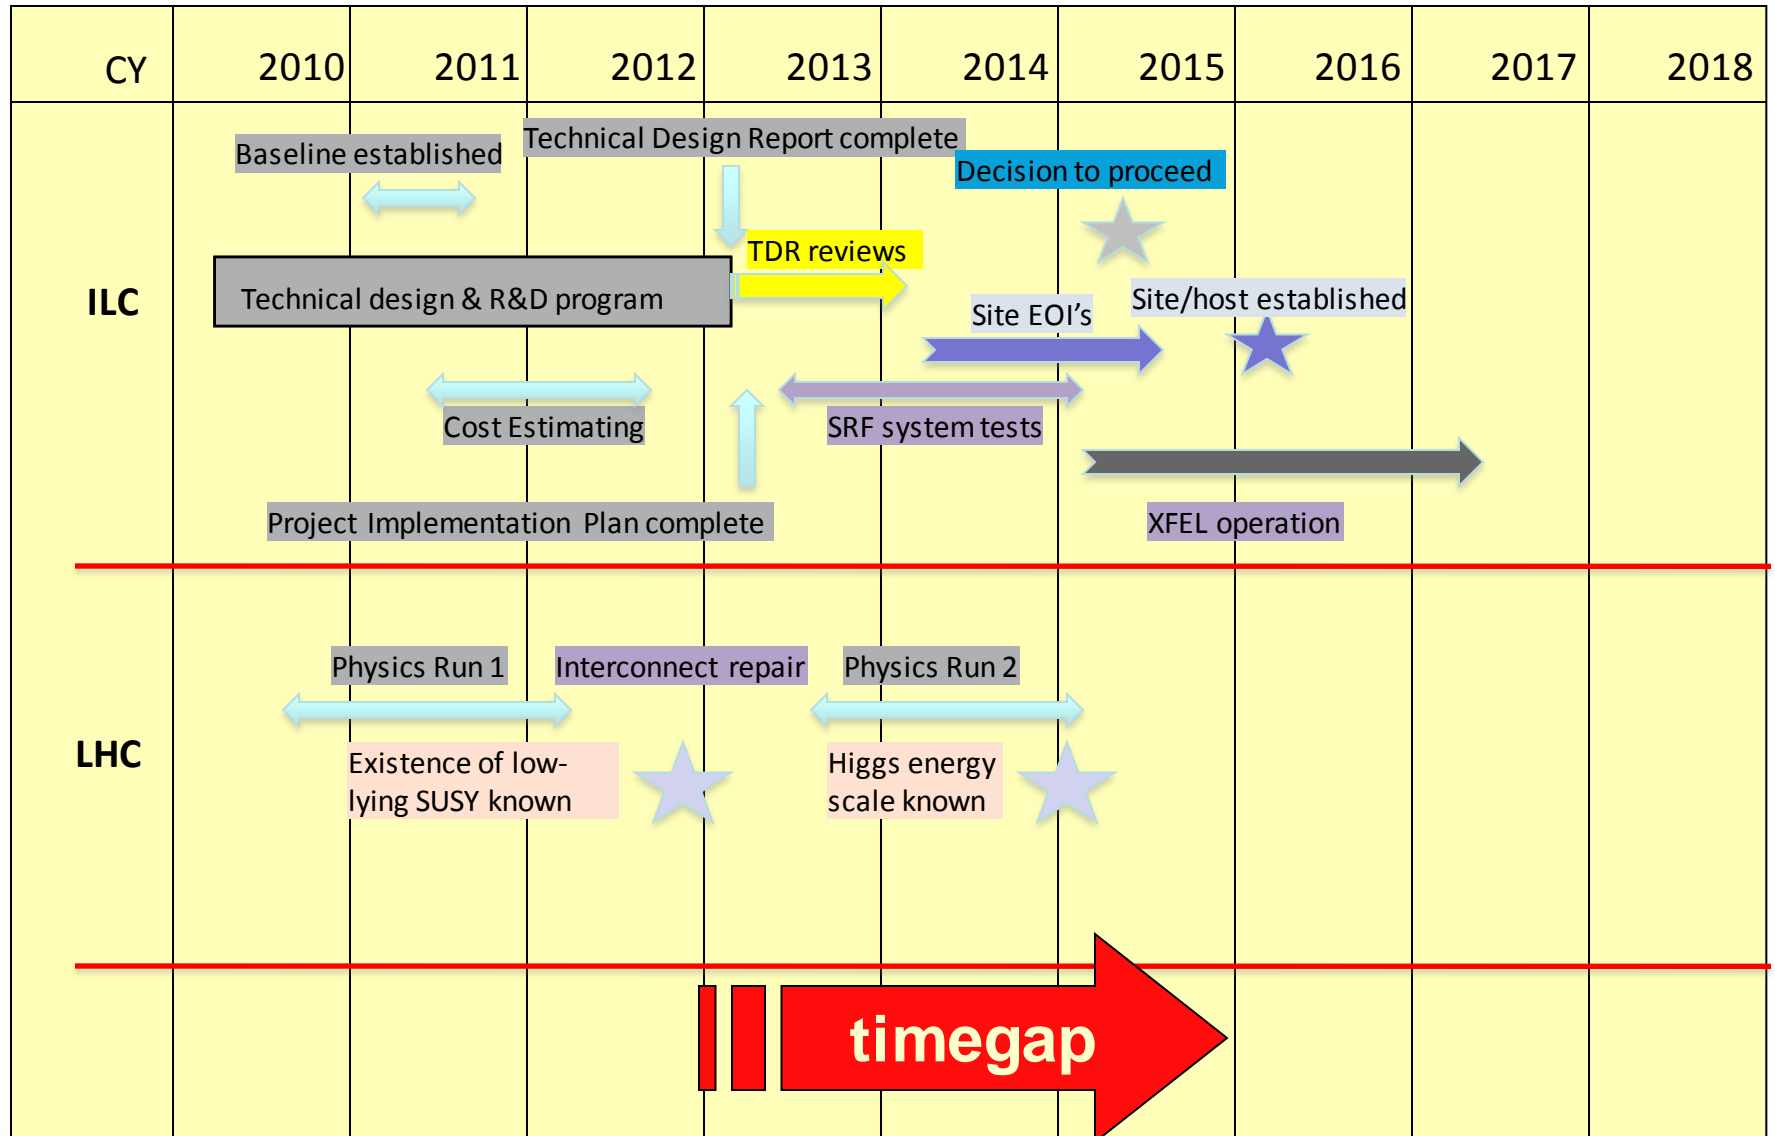 CY 2010 2011 2012 2013 2014 2015 2016 2017 2018
Technical Design Report complete
Baseline established
Decision to proceed
TDR reviews
ILC
Technical design & R&D program
Site EOI's
Site/host established
Cost Estimating
SRF system tests
Project Implementation Plan complete
XFEL operation
Physics Run 1
Interconnect repair
Physics Run 2
LHC
Existence of low-
lying SUSY known
Higgs energy
scale known
timegap